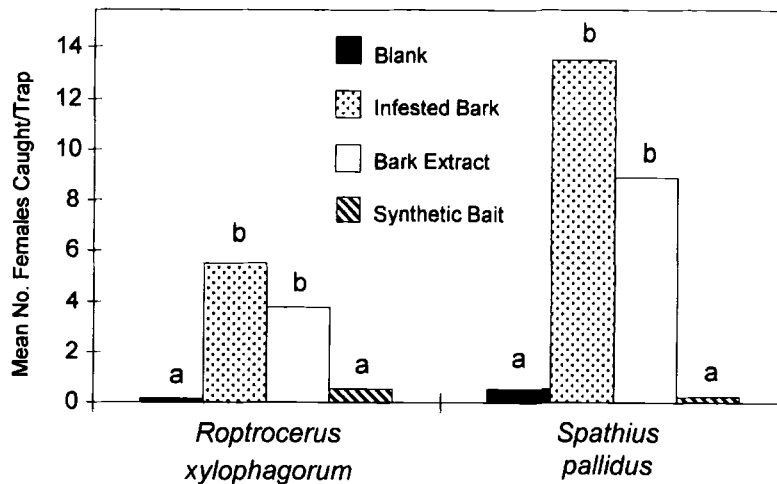 Mean No. Females Caught/Trap
14
12
10
8
6
4
2
0
Blank
Infested Bark
Bark Extract
Synthetic Bait
a
b
b
a
a
b
b
a
Roptrocerus
xylophagorum
Spathius
pallidus